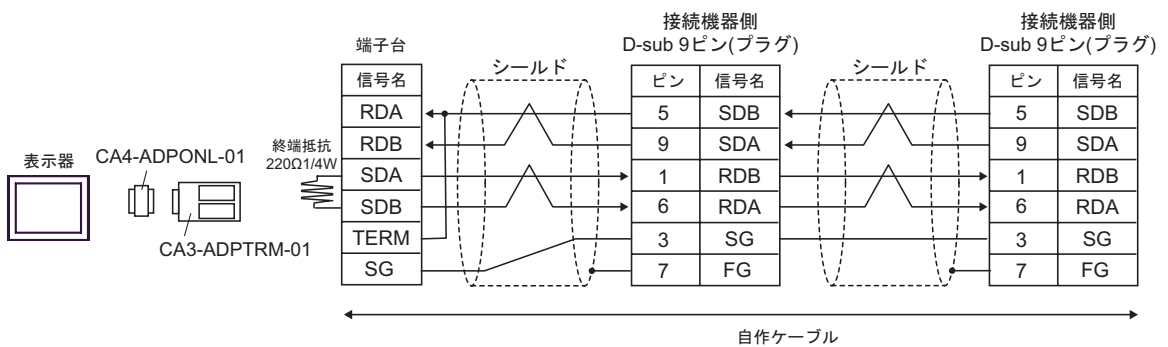 表示器
CA4-ADPONL-01
CA3-ADPTRM-01
終端抵抗
220Ω1/4W
端子台
信号名
RDA
RDB
SDA
SDB
TERM
SG
シールド
接続機器側
D-sub 9ピン(プラグ)
ピン 信号名
5 SDB
9 SDA
1 RDB
6 RDA
3 SG
7 FG
シールド
接続機器側
D-sub 9ピン(プラグ)
ピン 信号名
5 SDB
9 SDA
1 RDB
6 RDA
3 SG
7 FG
自作ケーブル